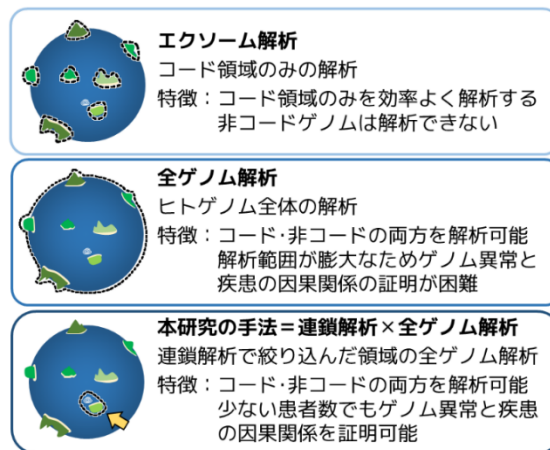 エクソーム解析
コード領域のみの解析
特徴：コード領域のみを効率よく解析する
非コードゲノムは解析できない
全ゲノム解析
ヒトゲノム全体の解析
特徴：コード･非コードの両方を解析可能
解析範囲が膨大なためゲノム異常と
疾患の因果関係の証明が困難
本研究の手法＝連鎖解析×全ゲノム解析
連鎖解析で絞り込んだ領域の全ゲノム解析
特徴：コード･非コードの両方を解析可能
少ない患者数でもゲノム異常と疾患
の因果関係を証明可能